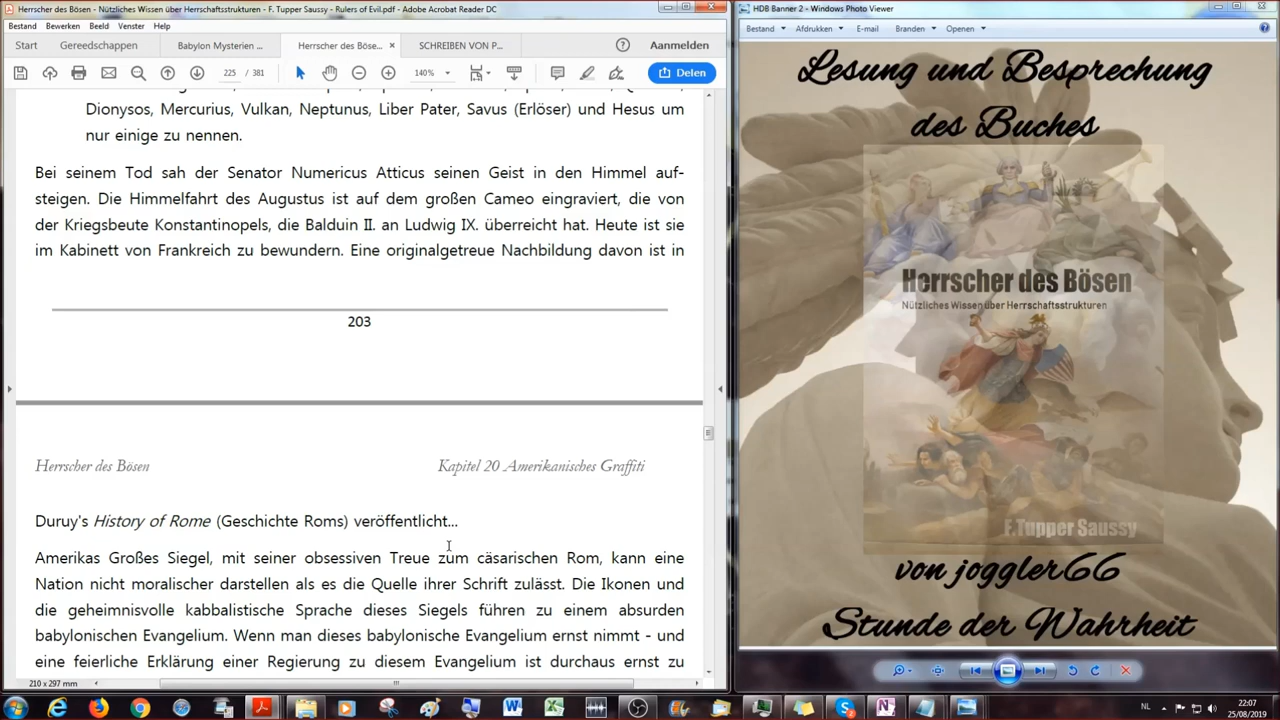 Herrscher des Bösen - Nützliches Wissen über Herrschaftsstrukturen - F. Tupper Saussy - Rulers of Evil.pdf - Adobe Acrobat Reader DC
Bestand Bewerken Beeld Venster Help
Start Gereedschappen Babylon Mysterien ... Herrscher des Böse... × SCHREIBEN VON P... Aanmelden
225 / 381 140% Delen
Dionysos, Mercurius, Vulkan, Neptunus, Liber Pater, Savus (Erlöser) und Hesus um
nur einige zu nennen.
Bei seinem Tod sah der Senator Numericus Atticus seinen Geist in den Himmel auf-
steigen. Die Himmelfahrt des Augustus ist auf dem großen Cameo eingraviert, die von
der Kriegsbeute Konstantinopels, die Balduin II. an Ludwig IX. überreicht hat. Heute ist sie
im Kabinett von Frankreich zu bewundern. Eine originalgetreue Nachbildung davon ist in
203
Herrscher des Bösen Kapitel 20 Amerikanisches Graffiti
Duruy's History of Rome (Geschichte Roms) veröffentlicht...
Amerikas Großes Siegel, mit seiner obsessiven Treue zum cäsarischen Rom, kann eine
Nation nicht moralischer darstellen als es die Quelle ihrer Schrift zulässt. Die Ikonen und
die geheimnisvolle kabbalistische Sprache dieses Siegels führen zu einem absurden
babylonischen Evangelium. Wenn man dieses babylonische Evangelium ernst nimmt - und
eine feierliche Erklärung einer Regierung zu diesem Evangelium ist durchaus ernst zu
210 x 297 mm
HDB Banner 2 - Windows Photo Viewer
Bestand Afdrukken E-mail Branden Openen
Lesung und Besprechung
des Buches
Herrscher des Bösen
Nützliches Wissen über Herrschaftsstrukturen
F.Tupper Saussy
von joggler66
Stunde der Wahrheit
NL 22:07
25/08/2019